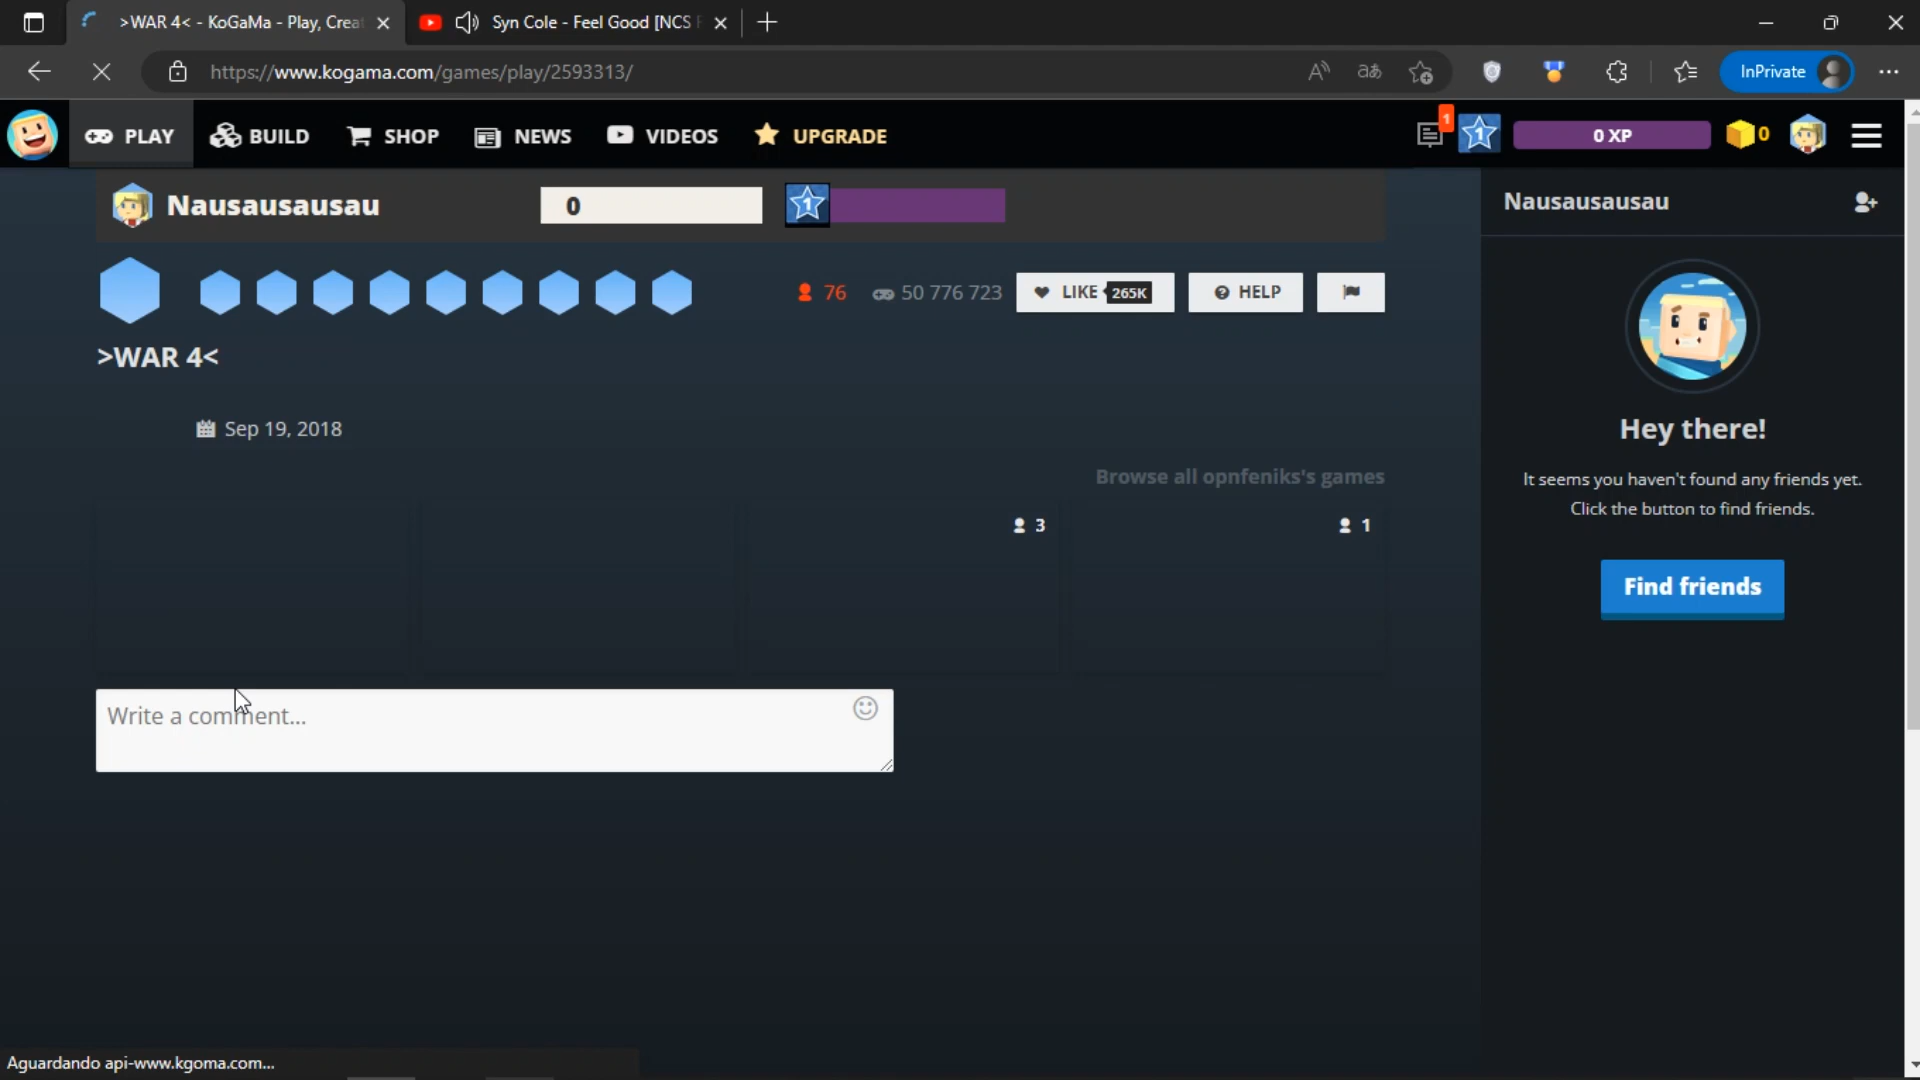 >WAR 4< - KoGaMa - Play, Crea
Syn Cole - Feel Good [NCS
https://www.kogama.com/games/play/2593313/
InPrivate
PLAY
BUILD
SHOP
NEWS
VIDEOS
UPGRADE
1
1
0 XP
0
Nausausausau
0
1
Nausausausau
76
50 776 723
LIKE 265K
HELP
>WAR 4<
Sep 19, 2018
Browse all opnfeniks's games
3
1
Hey there!
It seems you haven't found any friends yet.
Click the button to find friends.
Find friends
Write a comment...
Aguardando api-www.kgoma.com...